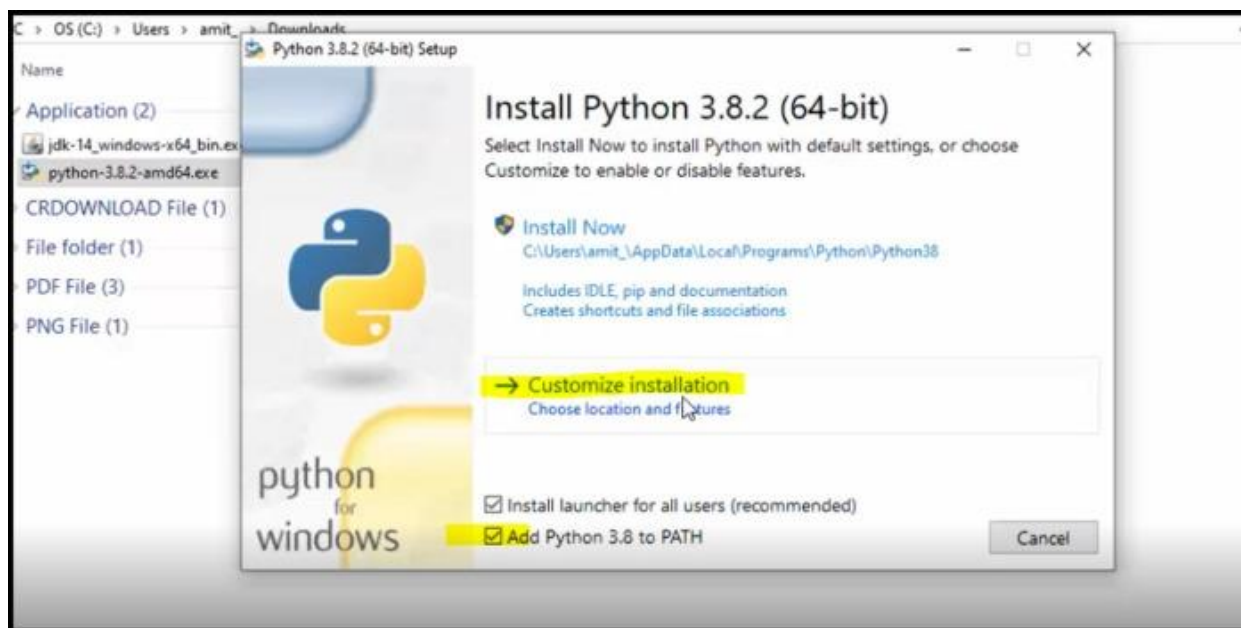 C > OS (C:) > Users > amit_ > Downloads
Name
Application (2)
jdk-14_windows-x64_bin.ex
python-3.8.2-amd64.exe
CRDOWNLOAD File (1)
File folder (1)
PDF File (3)
PNG File (1)
Python 3.8.2 (64-bit) Setup
Install Python 3.8.2 (64-bit)
Select Install Now to install Python with default settings, or choose
Customize to enable or disable features.
Install Now
C:\Users\amit_\AppData\Local\Programs\Python\Python38
Includes IDLE, pip and documentation
Creates shortcuts and file associations
→ Customize installation
Choose location and features
Install launcher for all users (recommended)
Add Python 3.8 to PATH
Cancel
python
for
windows